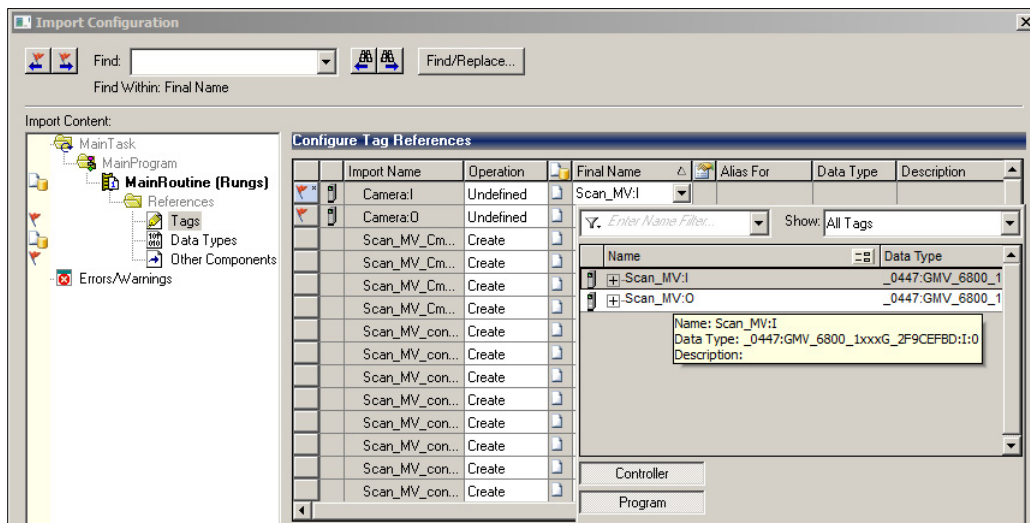 Import Configuration
Find:
Find/Replace...
Find Within: Final Name
Import Content:
MainTask
MainProgram
MainRoutine (Rungs)
References
Tags
Data Types
Other Components
Errors/Warnings
Configure Tag References
Import Name Operation Final Name Alias For Data Type Description
Camera:I Undefined Scan_MV:I
Camera:O Undefined
Scan_MV_Cm... Create
Scan_MV_Cm... Create
Scan_MV_Cm... Create
Scan_MV_Cm... Create
Scan_MV_con... Create
Scan_MV_con... Create
Scan_MV_con... Create
Scan_MV_con... Create
Scan_MV_con... Create
Scan_MV_con... Create
Scan_MV_con... Create
Scan_MV_con... Create
Enter Name Filter... Show: All Tags
Name Data Type
Scan_MV:I _0447:GMV_6800_1
Scan_MV:O _0447:GMV_6800_1
Name: Scan_MV:I
Data Type: _0447:GMV_6800_1xxxG_2F9CEFBD:I:0
Description:
Controller
Program